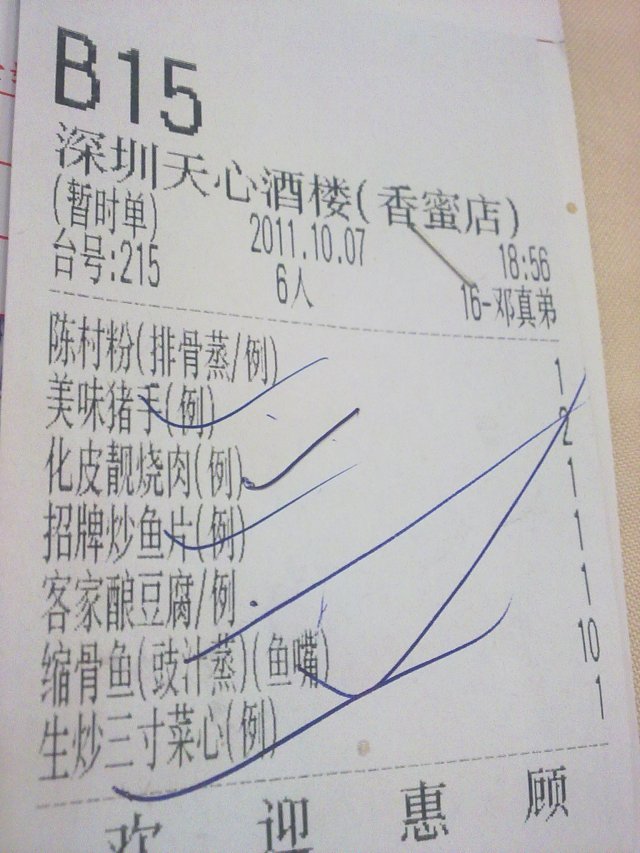 B15
深圳天心酒楼(香蜜店)
(暂时单) 2011.10.07 18:56
台号:215 6人 16-邓真弟
陈村粉(排骨蒸/例) 1
美味猪手(例) 2
化皮靓烧肉(例) 1
招牌炒鱼片(例) 1
客家酿豆腐/例 1
缩骨鱼(豉汁蒸)(鱼嘴) 10
生炒三寸菜心(例) 1
欢迎惠顾